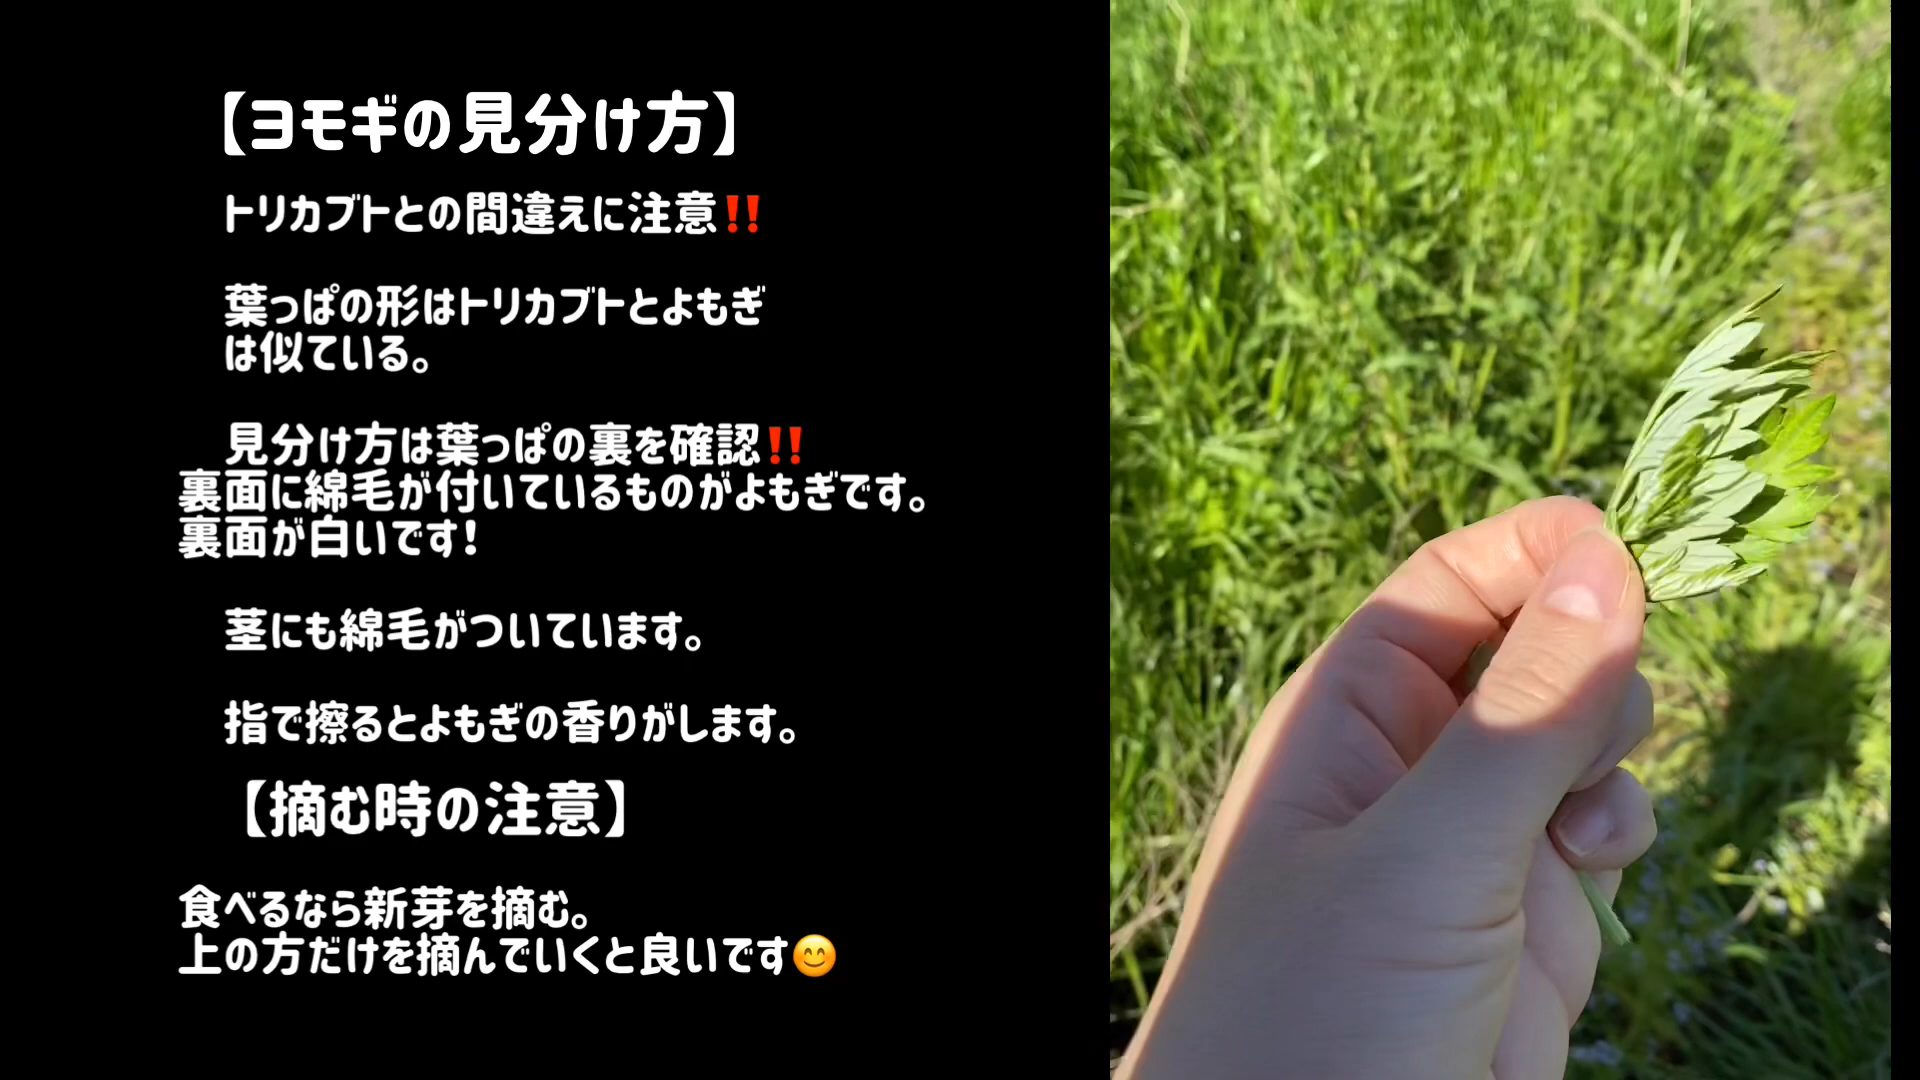 【ヨモギの見分け方】
トリカブトとの間違えに注意‼️
葉っぱの形はトリカブトとよもぎ
は似ている。
見分け方は葉っぱの裏を確認‼️
裏面に綿毛が付いているものがよもぎです。
裏面が白いです!
茎にも綿毛がついています。
指で擦るとよもぎの香りがします。
【摘む時の注意】
食べるなら新芽を摘む。
上の方だけを摘んでいくと良いです😊